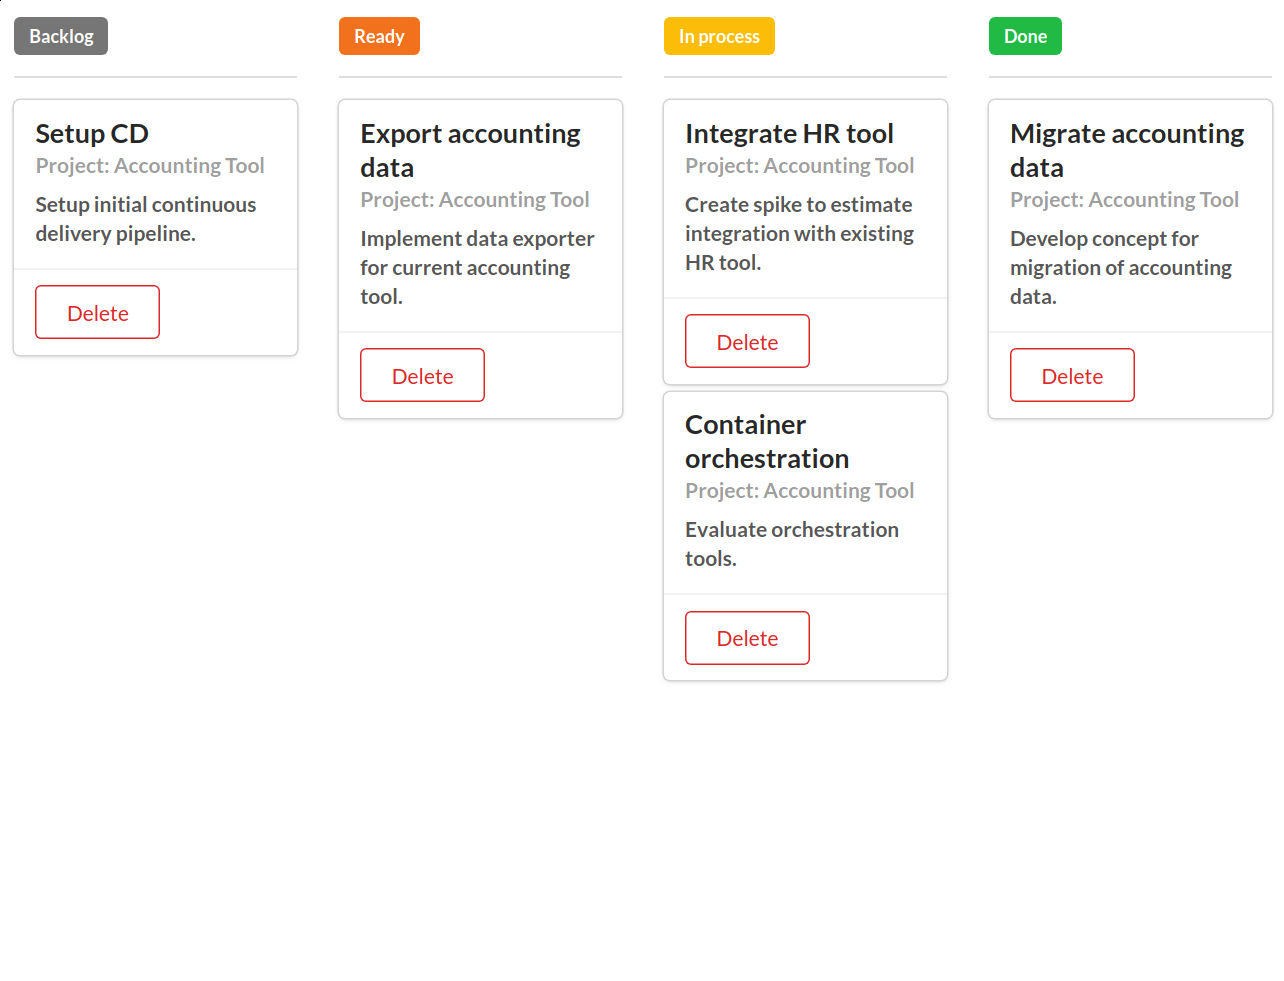 Backlog
Setup CD
Project: Accounting Tool
Setup initial continuous
delivery pipeline.
Delete
Ready
Export accounting
data
Project: Accounting Tool
Implement data exporter
for current accounting
tool.
Delete
In process
Integrate HR tool
Project: Accounting Tool
Create spike to estimate
integration with existing
HR tool.
Delete
Container
orchestration
Project: Accounting Tool
Evaluate orchestration
tools.
Delete
Done
Migrate accounting
data
Project: Accounting Tool
Develop concept for
migration of accounting
data.
Delete